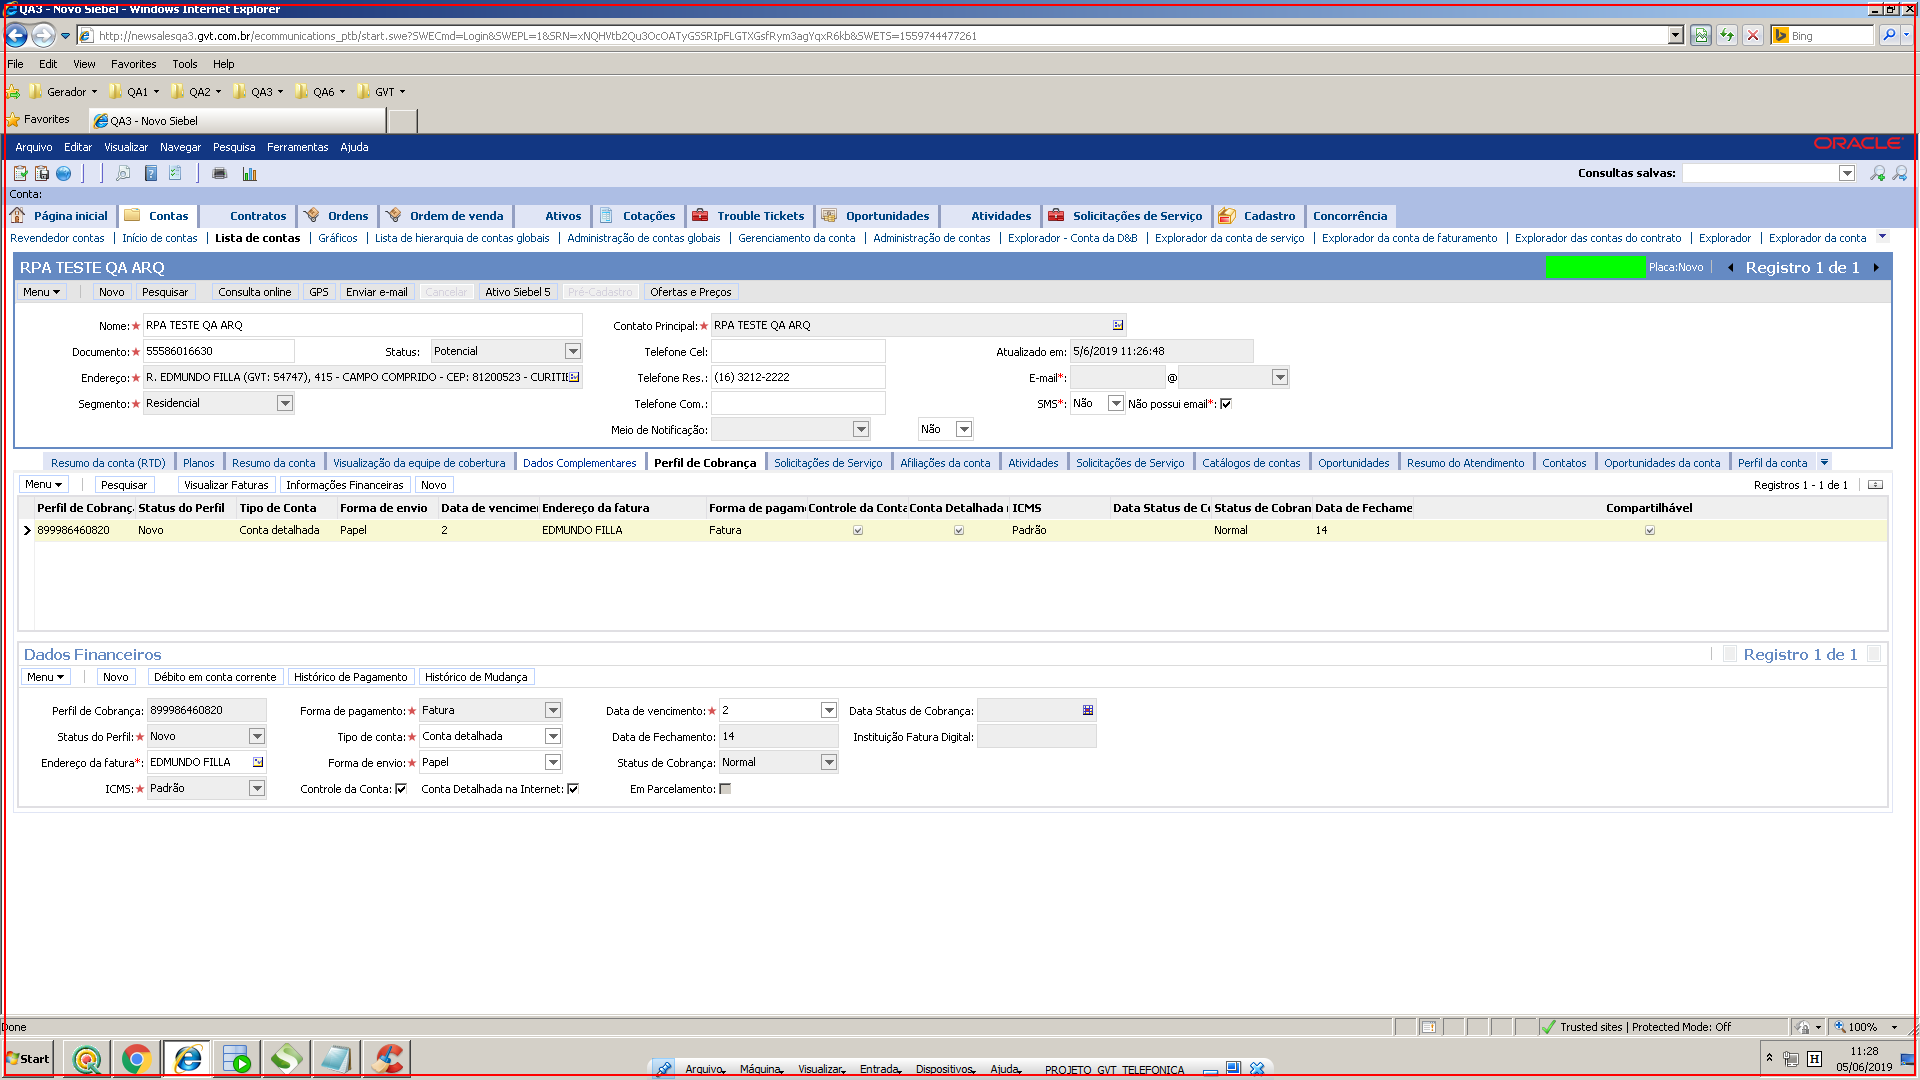 QA3 - Novo Siebel - Windows Internet Explorer
http://newsalesqa3.gvt.com.br/ecommunications_ptb/start.swe?SWECmd=Login&SWEPL=1&SRN=xNQHVtb2Qu3OcOATyGSSRIpFLGTXGsfRym3agYqxR6kb&SWETS=1559744477261 Bing
File Edit View Favorites Tools Help
Gerador QA1 QA2 QA3 QA6 GVT
Favorites QA3 - Novo Siebel
Arquivo Editar Visualizar Navegar Pesquisa Ferramentas Ajuda ORACLE
Consultas salvas:
Conta:
Página inicial Contas Contratos Ordens Ordem de venda Ativos Cotações Trouble Tickets Oportunidades Atividades Solicitações de Serviço Cadastro Concorrência
Revendedor contas Início de contas Lista de contas Gráficos Lista de hierarquia de contas globais Administração de contas globais Gerenciamento da conta Administração de contas Explorador - Conta da D&B Explorador da conta de serviço Explorador da conta de faturamento Explorador das contas do contrato Explorador Explorador da conta
RPA TESTE QA ARQ Placa:Novo Registro 1 de 1
Menu Novo Pesquisar Consulta online GPS Enviar e-mail Cancelar Ativo Siebel 5 Pré-Cadastro Ofertas e Preços
Nome:★ RPA TESTE QA ARQ Contato Principal:★ RPA TESTE QA ARQ
Documento:★ 55586016630 Status: Potencial Telefone Cel: Atualizado em: 5/6/2019 11:26:48
Endereço:★ R. EDMUNDO FILLA (GVT: 54747), 415 - CAMPO COMPRIDO - CEP: 81200523 - CURITIE Telefone Res.: (16) 3212-2222 E-mail*: @
Segmento:★ Residencial Telefone Com.: SMS*: Não Não possui email*:
Meio de Notificação: Não
Resumo da conta (RTD) Planos Resumo da conta Visualização da equipe de cobertura Dados Complementares Perfil de Cobrança Solicitações de Serviço Afiliações da conta Atividades Solicitações de Serviço Catálogos de contas Oportunidades Resumo do Atendimento Contatos Oportunidades da conta Perfil da conta
Menu Pesquisar Visualizar Faturas Informações Financeiras Novo Registros 1 - 1 de 1
Perfil de Cobranç Status do Perfil Tipo de Conta Forma de envio Data de vencimen Endereço da fatura Forma de pagam Controle da Conta Conta Detalhada ICMS Data Status de C Status de Cobran Data de Fechame Compartilhável
899986460820 Novo Conta detalhada Papel 2 EDMUNDO FILLA Fatura Padrão Normal 14
Dados Financeiros Registro 1 de 1
Menu Novo Débito em conta corrente Histórico de Pagamento Histórico de Mudança
Perfil de Cobrança: 899986460820 Forma de pagamento:★ Fatura Data de vencimento:★ 2 Data Status de Cobrança:
Status do Perfil:★ Novo Tipo de conta:★ Conta detalhada Data de Fechamento: 14 Instituição Fatura Digital:
Endereço da fatura*: EDMUNDO FILLA Forma de envio:★ Papel Status de Cobrança: Normal
ICMS:★ Padrão Controle da Conta: Conta Detalhada na Internet: Em Parcelamento:
Done Trusted sites | Protected Mode: Off 100%
Start Arquivo Máquina Visualizar Entrada Dispositivos Ajuda PROJETO GVT TELEFONICA H 11:28
05/06/2019